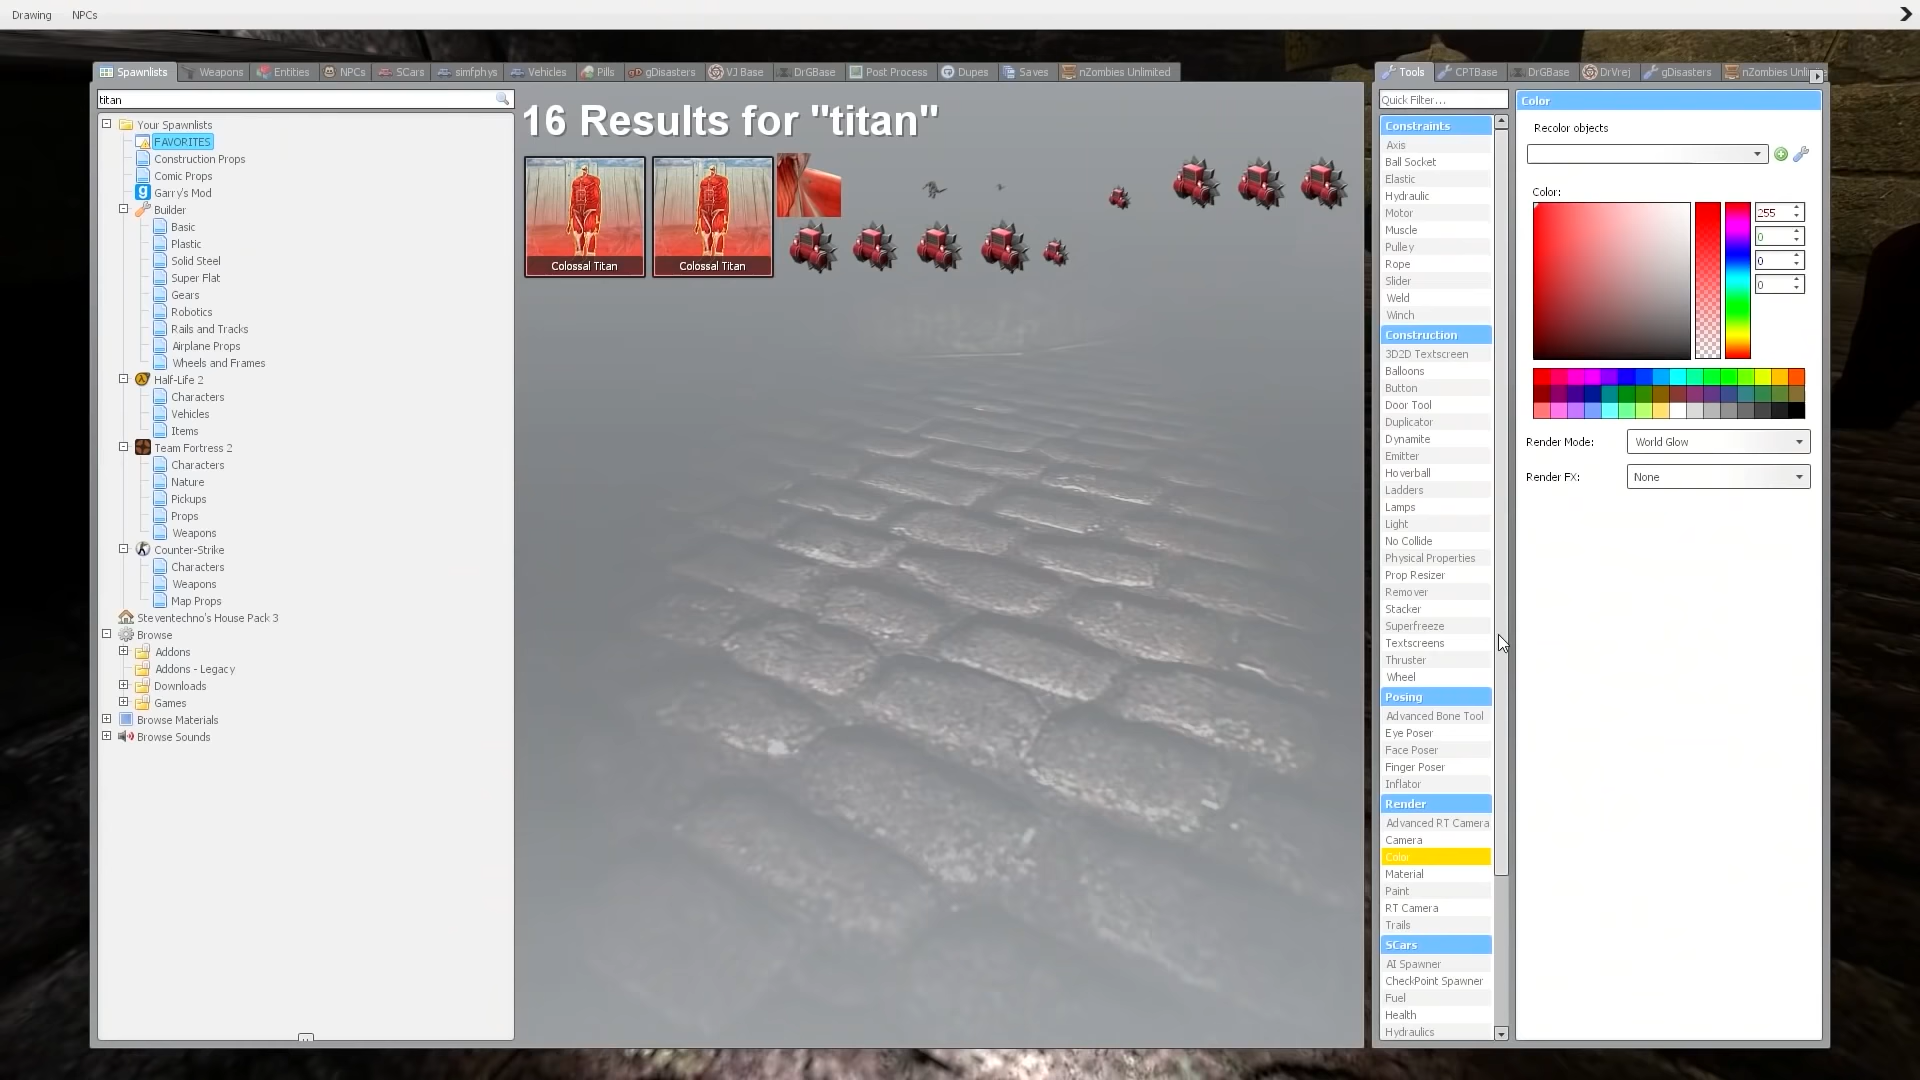 Drawing NPCs
Spawnlists Weapons Entities NPCs SCars simfphys Vehicles Pills gDisasters VJ Base DrGBase Post Process Dupes Saves nZombies Unlimited
titan
Your Spawnlists
FAVORITES
Construction Props
Comic Props
Garry's Mod
Builder
Basic
Plastic
Solid Steel
Super Flat
Gears
Robotics
Rails and Tracks
Airplane Props
Wheels and Frames
Half-Life 2
Characters
Vehicles
Items
Team Fortress 2
Characters
Nature
Pickups
Props
Weapons
Counter-Strike
Characters
Weapons
Map Props
Steventechno's House Pack 3
Browse
Addons
Addons - Legacy
Downloads
Games
Browse Materials
Browse Sounds
16 Results for "titan"
Colossal Titan
Colossal Titan
Tools CPTBase DrGBase DrVrej gDisasters nZombies Unlim
Quick Filter...
Constraints
Axis
Ball Socket
Elastic
Hydraulic
Motor
Muscle
Pulley
Rope
Slider
Weld
Winch
Construction
3D2D Textscreen
Balloons
Button
Door Tool
Duplicator
Dynamite
Emitter
Hoverball
Ladders
Lamps
Light
No Collide
Physical Properties
Prop Resizer
Remover
Stacker
Superfreeze
Textscreens
Thruster
Wheel
Posing
Advanced Bone Tool
Eye Poser
Face Poser
Finger Poser
Inflator
Render
Advanced RT Camera
Camera
Color
Material
Paint
RT Camera
Trails
SCars
AI Spawner
CheckPoint Spawner
Fuel
Health
Hydraulics
Color
Recolor objects
Color:
255
0
0
0
Render Mode: World Glow
Render FX: None